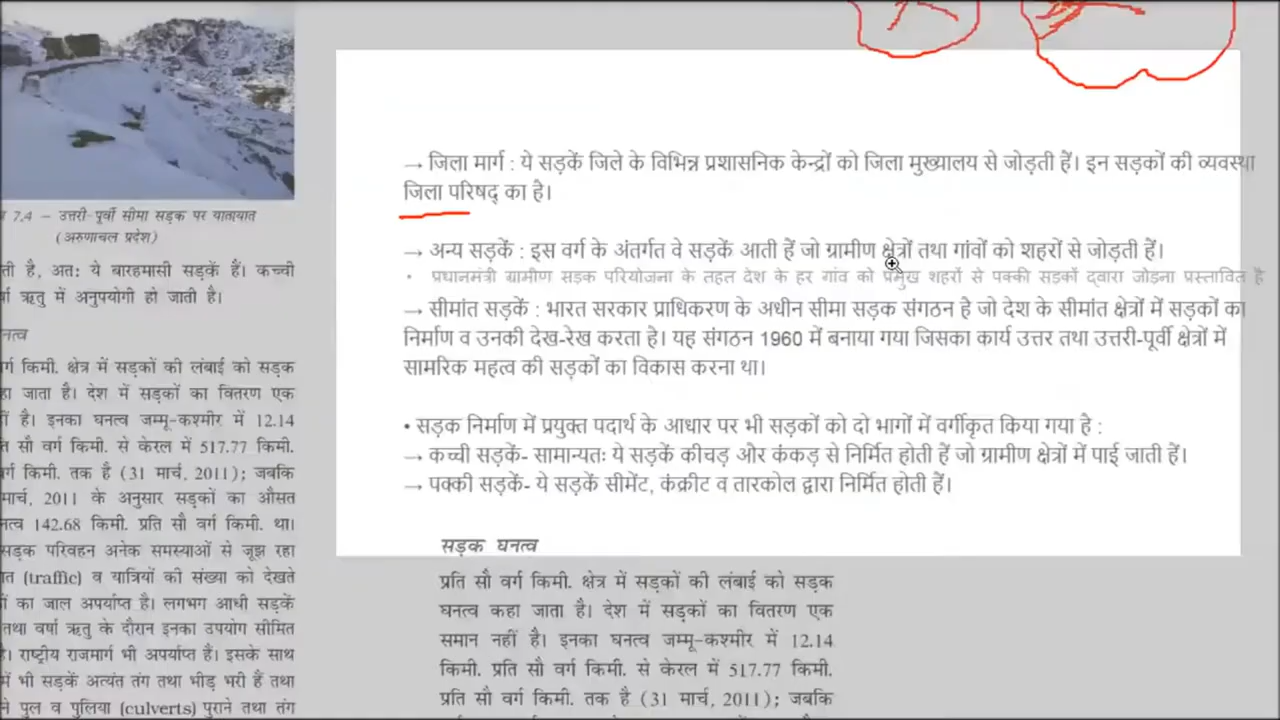 7.4 – उत्तरी-पूर्वी सीमा सड़क पर यातायात
(अरुणाचल प्रदेश)
ती है, अतः ये बारहमासी सड़कें हैं। कच्ची
र्षा ऋतु में अनुपयोगी हो जाती है।
नत्व
वर्ग किमी. क्षेत्र में सड़कों की लंबाई को सड़क
हा जाता है। देश में सड़कों का वितरण एक
हीं है। इनका घनत्व जम्मू-कश्मीर में 12.14
ति सौ वर्ग किमी. से केरल में 517.77 किमी.
वर्ग किमी. तक है (31 मार्च, 2011); जबकि
मार्च, 2011 के अनुसार सड़कों का औसत
नत्व 142.68 किमी. प्रति सौ वर्ग किमी. था।
सड़क परिवहन अनेक समस्याओं से जूझ रहा
त (traffic) व यात्रियों की संख्या को देखते
ों का जाल अपर्याप्त है। लगभग आधी सड़कें
तथा वर्षा ऋतु के दौरान इनका उपयोग सीमित
है। राष्ट्रीय राजमार्ग भी अपर्याप्त हैं। इसके साथ
में भी सड़कें अत्यंत तंग तथा भीड़ भरी हैं तथा
ने पुल व पुलिया (culverts) पुराने तथा तंग
→ जिला मार्ग : ये सड़कें जिले के विभिन्न प्रशासनिक केन्द्रों को जिला मुख्यालय से जोड़ती हैं। इन सड़कों की व्यवस्था
जिला परिषद् का है।
→ अन्य सड़कें : इस वर्ग के अंतर्गत वे सड़कें आती हैं जो ग्रामीण क्षेत्रों तथा गांवों को शहरों से जोड़ती हैं।
· प्रधानमंत्री ग्रामीण सड़क परियोजना के तहत देश के हर गांव को प्रमुख शहरों से पक्की सड़कों द्वारा जोड़ना प्रस्तावित है
→ सीमांत सड़कें : भारत सरकार प्राधिकरण के अधीन सीमा सड़क संगठन है जो देश के सीमांत क्षेत्रों में सड़कों का
निर्माण व उनकी देख-रेख करता है। यह संगठन 1960 में बनाया गया जिसका कार्य उत्तर तथा उत्तरी-पूर्वी क्षेत्रों में
सामरिक महत्व की सड़कों का विकास करना था।
• सड़क निर्माण में प्रयुक्त पदार्थ के आधार पर भी सड़कों को दो भागों में वर्गीकृत किया गया है :
→ कच्ची सड़कें- सामान्यतः ये सड़कें कीचड़ और कंकड़ से निर्मित होती हैं जो ग्रामीण क्षेत्रों में पाई जाती हैं।
→ पक्की सड़कें- ये सड़कें सीमेंट, कंक्रीट व तारकोल द्वारा निर्मित होती हैं।
सड़क घनत्व
प्रति सौ वर्ग किमी. क्षेत्र में सड़कों की लंबाई को सड़क
घनत्व कहा जाता है। देश में सड़कों का वितरण एक
समान नहीं है। इनका घनत्व जम्मू-कश्मीर में 12.14
किमी. प्रति सौ वर्ग किमी. से केरल में 517.77 किमी.
प्रति सौ वर्ग किमी. तक है (31 मार्च, 2011); जबकि